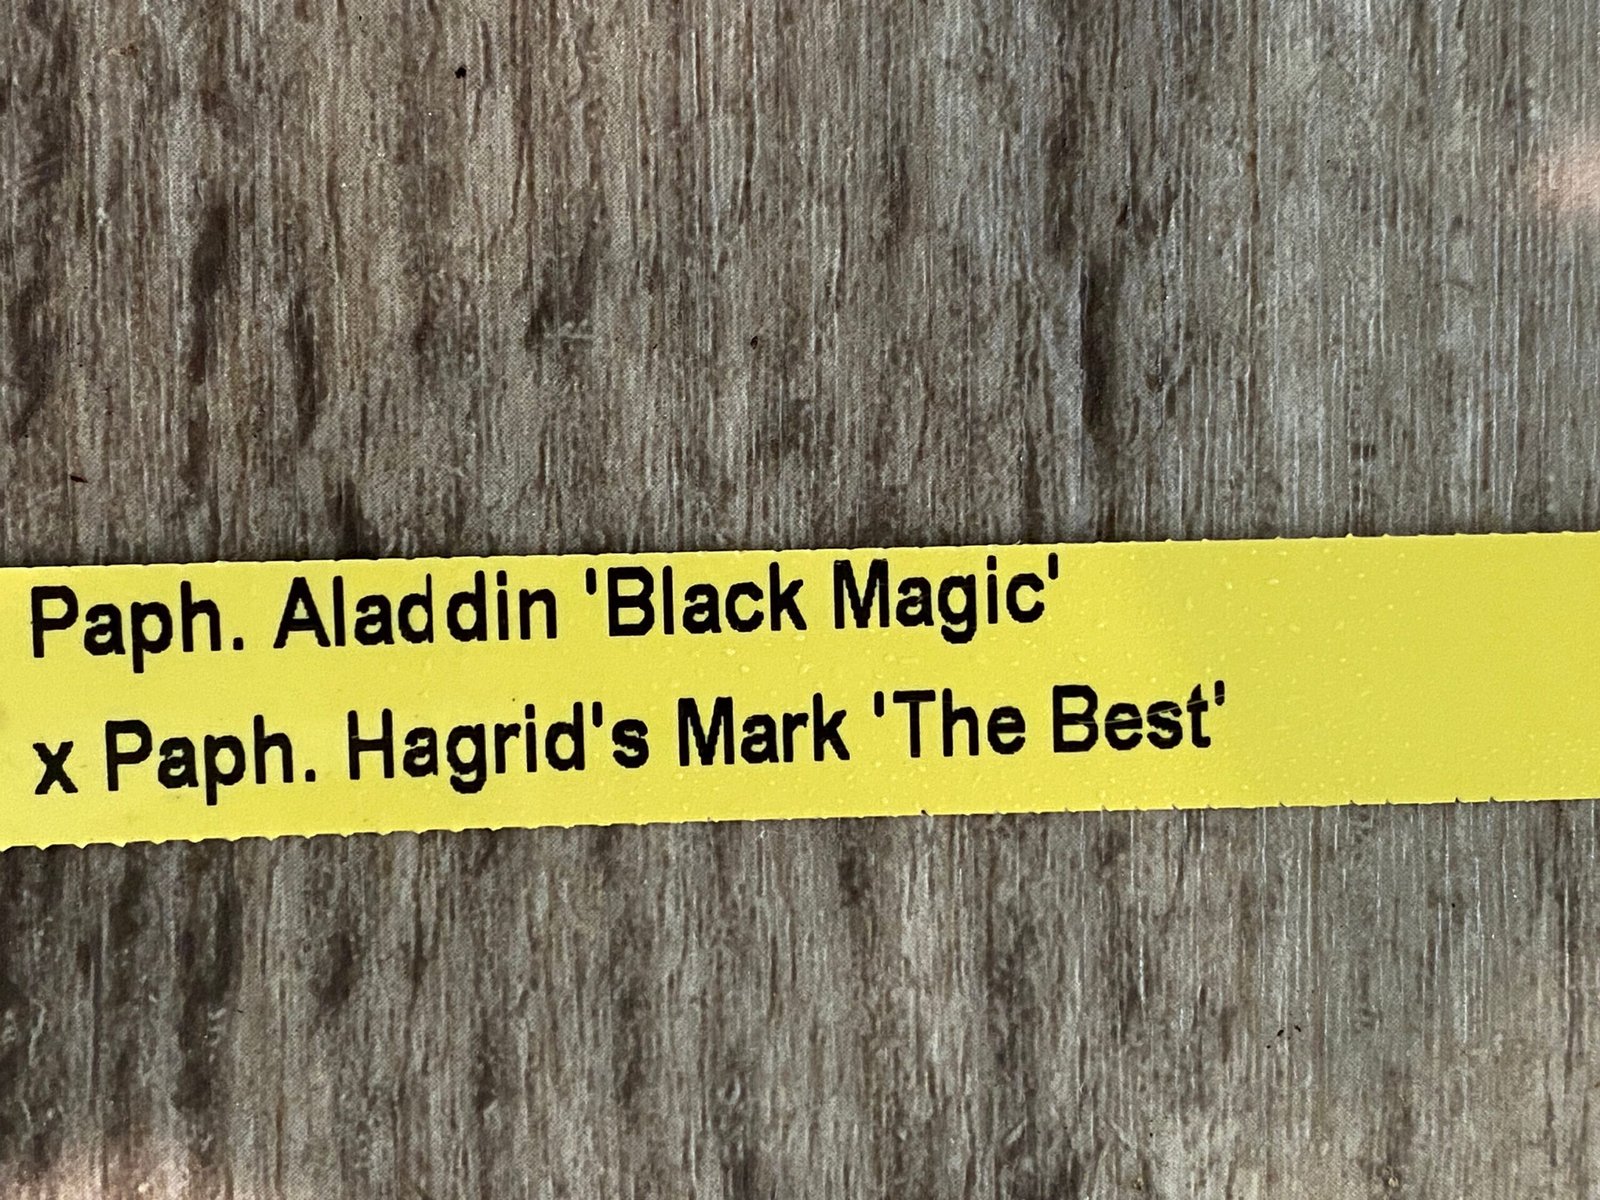 Paph. Aladdin 'Black Magic'
x Paph. Hagrid's Mark 'The Best'